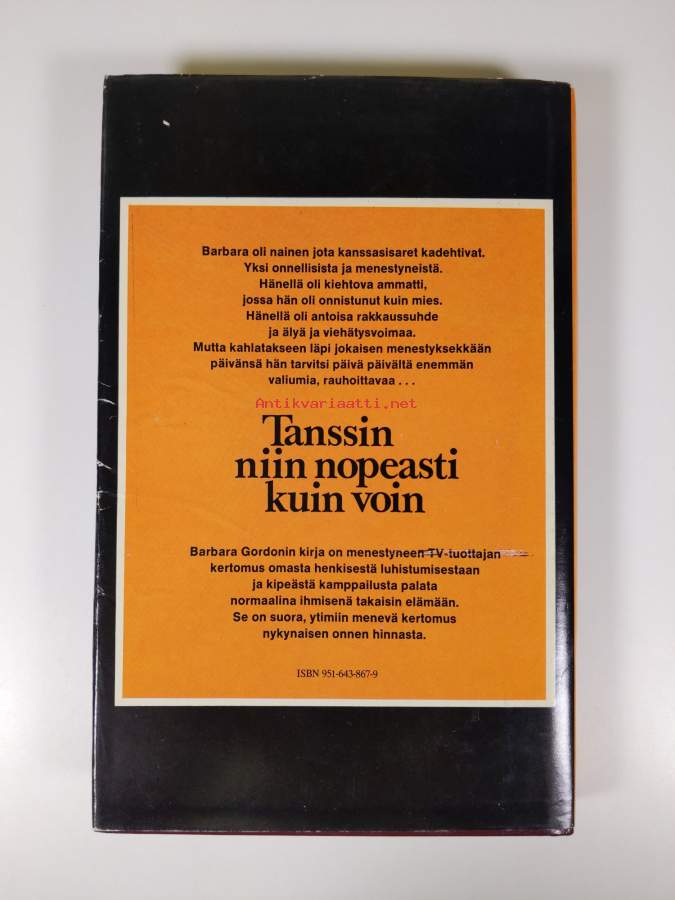 Barbara oli nainen jota kanssasisaret kadehtivat.
Yksi onnellisista ja menestyneistä.
Hänellä oli kiehtova ammatti,
jossa hän oli onnistunut kuin mies.
Hänellä oli antoisa rakkaussuhde
ja älyä ja viehätysvoimaa.
Mutta kahlatakseen läpi jokaisen menestyksekkään
päivänsä hän tarvitsi päivä päivältä enemmän
valiumia, rauhoittavaa . . .
Antikvariaatti.net
Tanssin
niin nopeasti
kuin voin
Barbara Gordonin kirja on menestyneen TV-tuottajan
kertomus omasta henkisestä luhistumisestaan
ja kipeästä kamppailusta palata
normaalina ihmisenä takaisin elämään.
Se on suora, ytimiin menevä kertomus
nykynaisen onnen hinnasta.
ISBN 951-643-867-9